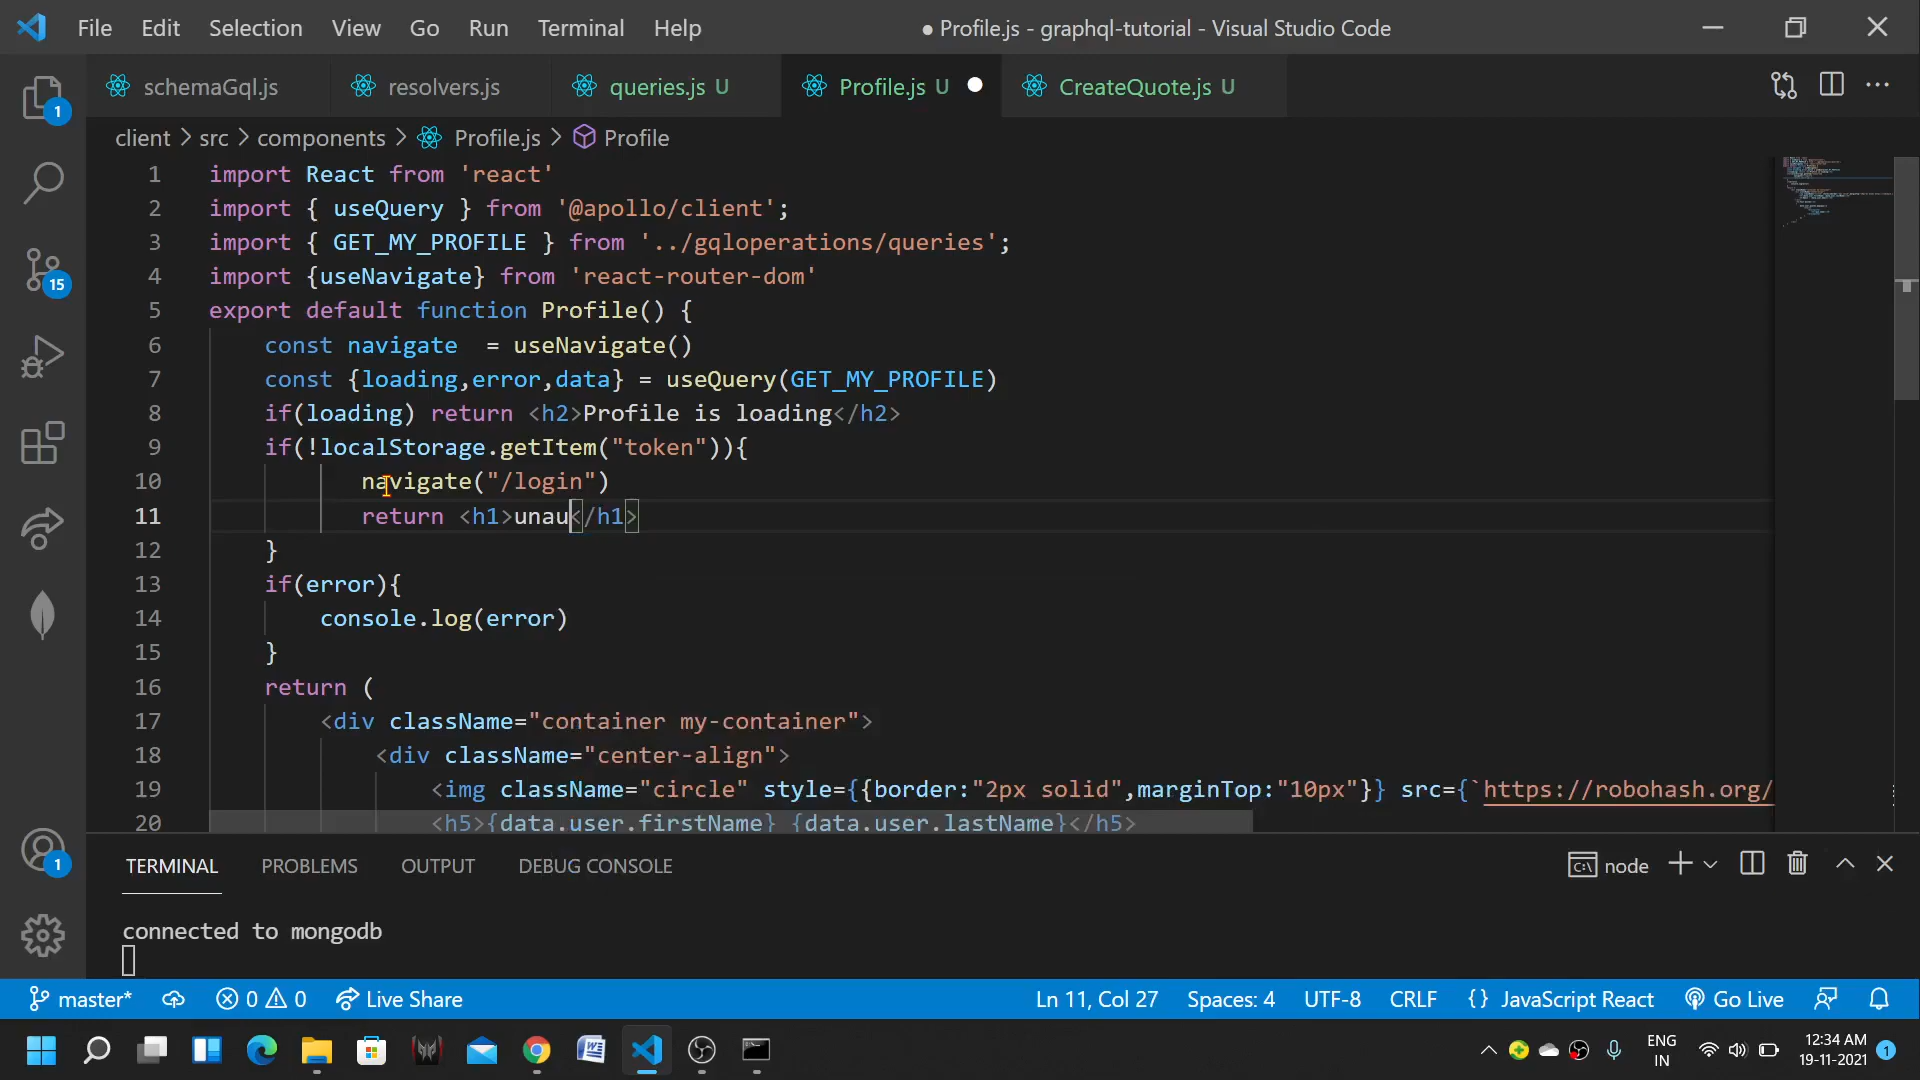 File Edit Selection View Go Run Terminal Help ● Profile.js - graphql-tutorial - Visual Studio Code
schemaGql.js resolvers.js queries.js U Profile.js U CreateQuote.js U
client > src > components > Profile.js > Profile
1 import React from 'react'
2 import { useQuery } from '@apollo/client';
3 import { GET_MY_PROFILE } from '../gqloperations/queries';
4 import {useNavigate} from 'react-router-dom'
5 export default function Profile() {
6 const navigate  = useNavigate()
7 const {loading,error,data} = useQuery(GET_MY_PROFILE)
8 if(loading) return <h2>Profile is loading</h2>
9 if(!localStorage.getItem("token")){
10 navigate("/login")
11 return <h1>unau</h1>
12 }
13 if(error){
14 console.log(error)
15 }
16 return (
17 <div className="container my-container">
18 <div className="center-align">
19 <img className="circle" style={{border:"2px solid",marginTop:"10px"}} src={`https://robohash.org/
20 <h5>{data.user.firstName} {data.user.lastName}</h5>
1
15
1
TERMINAL PROBLEMS OUTPUT DEBUG CONSOLE node
connected to mongodb
master* 0 0 Live Share Ln 11, Col 27 Spaces: 4 UTF-8 CRLF {} JavaScript React Go Live
ENG
IN
12:34 AM
19-11-2021
1